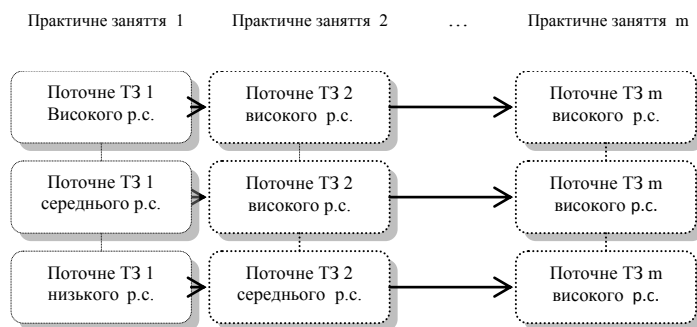 Практичне заняття 1 Практичне заняття 2 … Практичне заняття m
Поточне ТЗ 1 Поточне ТЗ 2 Поточне ТЗ m
Високого р.с. високого р.с. високого р.с.
Поточне ТЗ 1 Поточне ТЗ 2 Поточне ТЗ m
середнього р.с. високого р.с. високого р.с.
Поточне ТЗ 1 Поточне ТЗ 2 Поточне ТЗ m
низького р.с. середнього р.с. високого р.с.